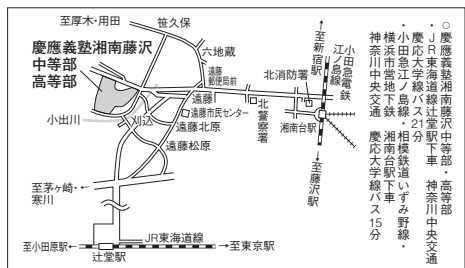 ○慶應義塾湘南藤沢中等部・高等部
・JR東海道線辻堂駅下車　神奈川中央交通
慶応大学線バス21分
・小田急江ノ島線・相模鉄道いずみ野線・
横浜市営地下鉄　湘南台駅下車
神奈川中央交通　慶応大学線バス15分
至厚木・用田
笹久保
六地蔵
慶應義塾湘南藤沢
中等部
高等部
遠藤
郵便局前
遠藤
北消防署
小田急電鉄
江ノ島線
至新宿駅
小出川
刈込
遠藤市民センター
遠藤北原
遠藤松原
北警察署
湘南台駅
至藤沢駅
至茅ヶ崎・
寒川
JR東海道線
至小田原駅
辻堂駅
至東京駅